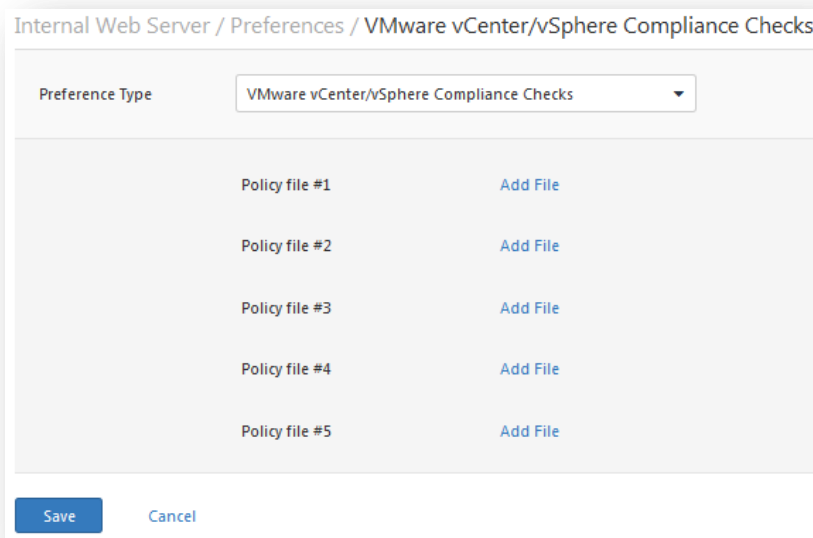 Internal Web Server / Preferences / VMware vCenter/vSphere Compliance Checks
Preference Type VMware vCenter/vSphere Compliance Checks
Policy file #1 Add File
Policy file #2 Add File
Policy file #3 Add File
Policy file #4 Add File
Policy file #5 Add File
Save Cancel